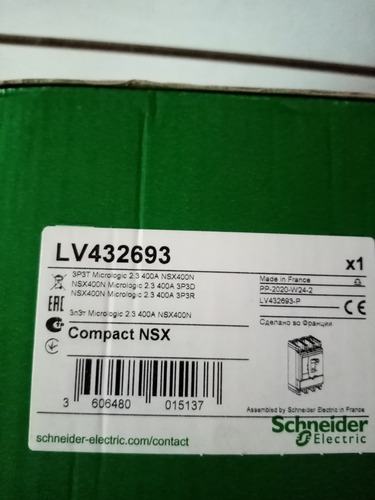 LV432693
x1
3P3T Micrologic 2.3 400A NSX400N
NSX400N Micrologic 2.3 400A 3P3D
NSX400N Micrologic 2.3 400A 3P3R
3п3т Micrologic 2.3 400A NSX400N
Made in France
PP-2020-W24-2
LV432693-P
Сделано во Франции
EAC
Compact NSX
3 606480 015137
Assembled by Schneider Electric in France
schneider-electric.com/contact
Schneider
Electric